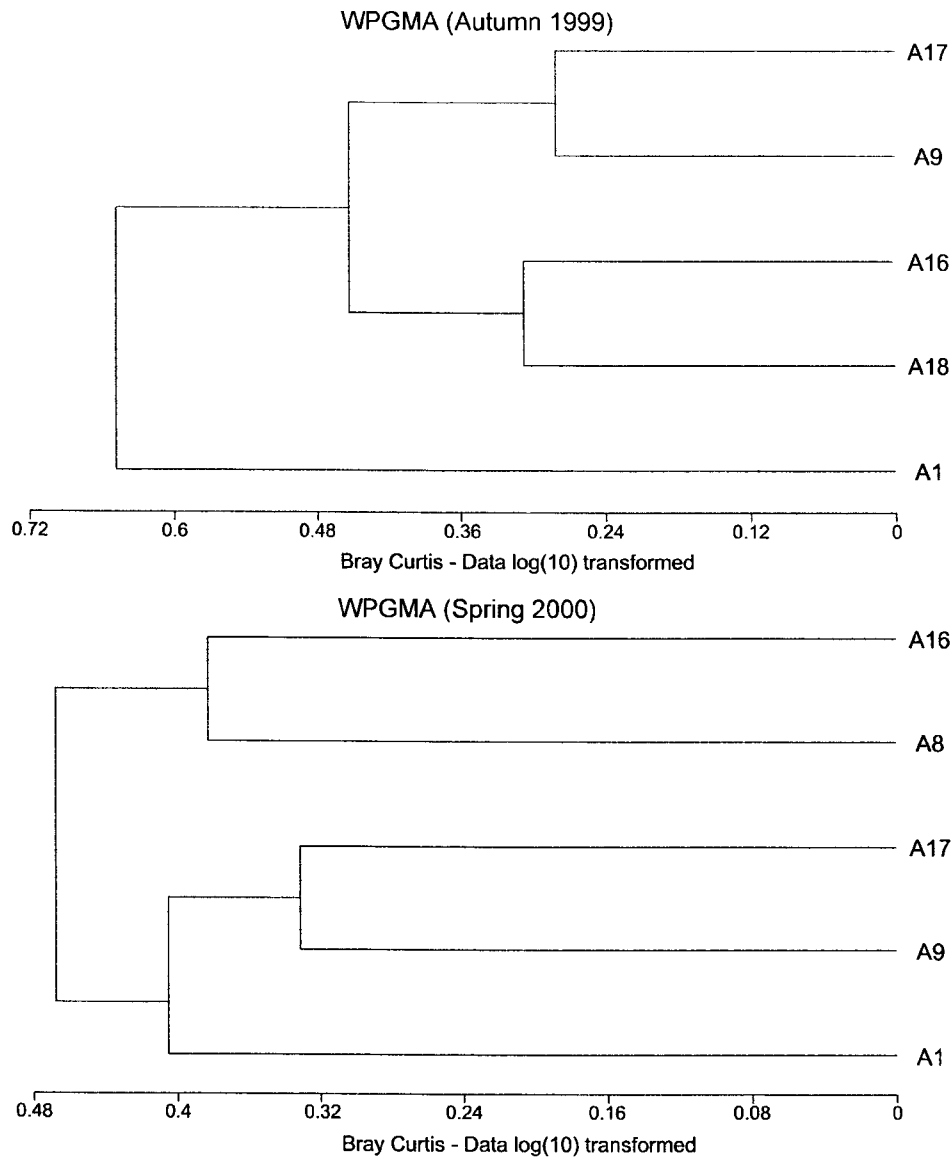 WPGMA (Autumn 1999)
A17
A9
A16
A18
A1
0.72 0.6 0.48 0.36 0.24 0.12 0
Bray Curtis - Data log(10) transformed
WPGMA (Spring 2000)
A16
A8
A17
A9
A1
0.48 0.4 0.32 0.24 0.16 0.08 0
Bray Curtis - Data log(10) transformed